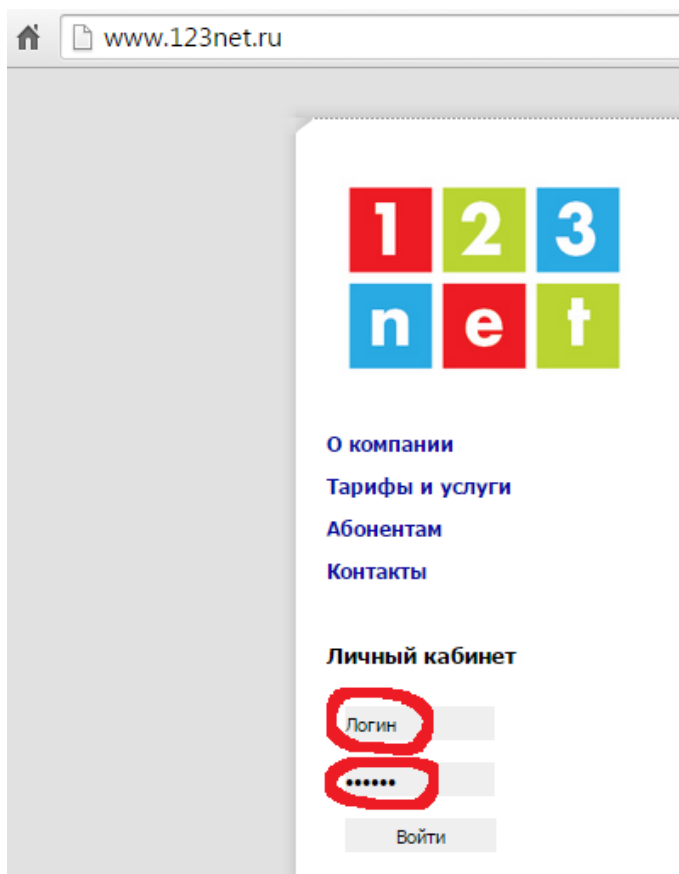 www.123net.ru
1 2 3
n e t
О компании
Тарифы и услуги
Абонентам
Контакты
Личный кабинет
Логин
••••••
Войти